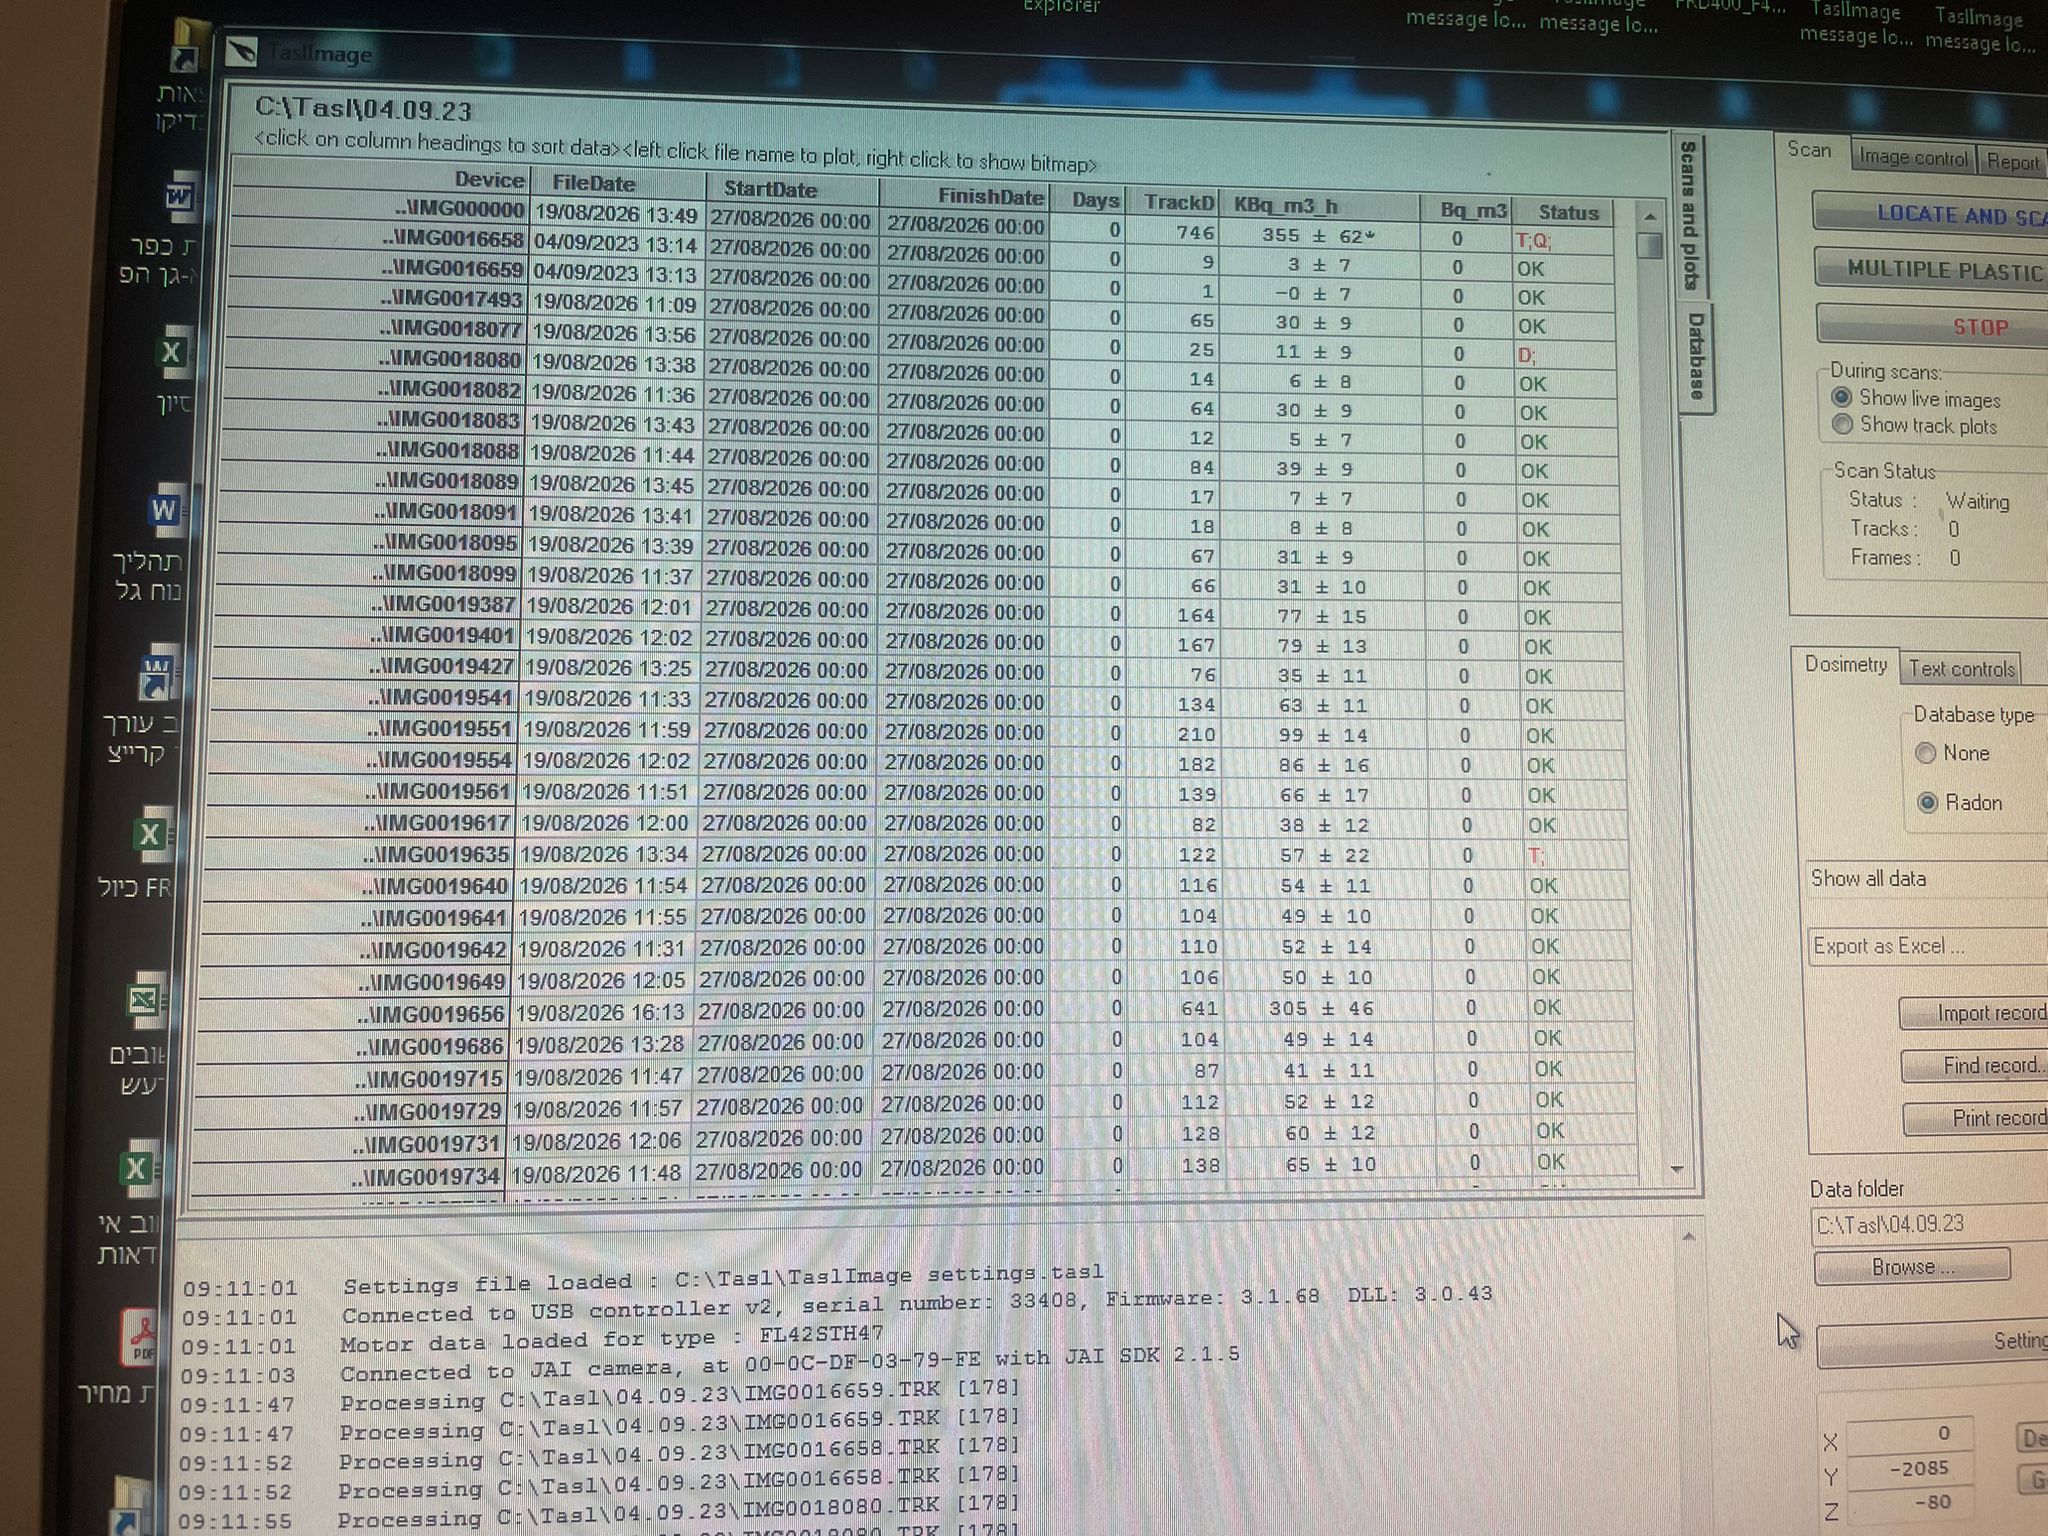 Explorer
message lo...
message lo...
TaslImage
message lo...
TaslImage
message lo...
TaslImage
C:\Tasl\04.09.23
<click on column headings to sort data><left click file name to plot, right click to show bitmap>
Device FileDate StartDate FinishDate Days TrackD KBq_m3_h Bq_m3 Status
..\IMG000000 19/08/2026 13:49 27/08/2026 00:00 27/08/2026 00:00 0 746 355 ± 62* 0 T;Q;
..\IMG0016658 04/09/2023 13:14 27/08/2026 00:00 27/08/2026 00:00 0 9 3 ± 7 0 OK
..\IMG0016659 04/09/2023 13:13 27/08/2026 00:00 27/08/2026 00:00 0 1 -0 ± 7 0 OK
..\IMG0017493 19/08/2026 11:09 27/08/2026 00:00 27/08/2026 00:00 0 65 30 ± 9 0 OK
..\IMG0018077 19/08/2026 13:56 27/08/2026 00:00 27/08/2026 00:00 0 25 11 ± 9 0 D;
..\IMG0018080 19/08/2026 13:38 27/08/2026 00:00 27/08/2026 00:00 0 14 6 ± 8 0 OK
..\IMG0018082 19/08/2026 11:36 27/08/2026 00:00 27/08/2026 00:00 0 64 30 ± 9 0 OK
..\IMG0018083 19/08/2026 13:43 27/08/2026 00:00 27/08/2026 00:00 0 12 5 ± 7 0 OK
..\IMG0018088 19/08/2026 11:44 27/08/2026 00:00 27/08/2026 00:00 0 84 39 ± 9 0 OK
..\IMG0018089 19/08/2026 13:45 27/08/2026 00:00 27/08/2026 00:00 0 17 7 ± 7 0 OK
..\IMG0018091 19/08/2026 13:41 27/08/2026 00:00 27/08/2026 00:00 0 18 8 ± 8 0 OK
..\IMG0018095 19/08/2026 13:39 27/08/2026 00:00 27/08/2026 00:00 0 67 31 ± 9 0 OK
..\IMG0018099 19/08/2026 11:37 27/08/2026 00:00 27/08/2026 00:00 0 66 31 ± 10 0 OK
..\IMG0019387 19/08/2026 12:01 27/08/2026 00:00 27/08/2026 00:00 0 164 77 ± 15 0 OK
..\IMG0019401 19/08/2026 12:02 27/08/2026 00:00 27/08/2026 00:00 0 167 79 ± 13 0 OK
..\IMG0019427 19/08/2026 13:25 27/08/2026 00:00 27/08/2026 00:00 0 76 35 ± 11 0 OK
..\IMG0019541 19/08/2026 11:33 27/08/2026 00:00 27/08/2026 00:00 0 134 63 ± 11 0 OK
..\IMG0019551 19/08/2026 11:59 27/08/2026 00:00 27/08/2026 00:00 0 210 99 ± 14 0 OK
..\IMG0019554 19/08/2026 12:02 27/08/2026 00:00 27/08/2026 00:00 0 182 86 ± 16 0 OK
..\IMG0019561 19/08/2026 11:51 27/08/2026 00:00 27/08/2026 00:00 0 139 66 ± 17 0 OK
..\IMG0019617 19/08/2026 12:00 27/08/2026 00:00 27/08/2026 00:00 0 82 38 ± 12 0 OK
..\IMG0019635 19/08/2026 13:34 27/08/2026 00:00 27/08/2026 00:00 0 122 57 ± 22 0 T;
..\IMG0019640 19/08/2026 11:54 27/08/2026 00:00 27/08/2026 00:00 0 116 54 ± 11 0 OK
..\IMG0019641 19/08/2026 11:55 27/08/2026 00:00 27/08/2026 00:00 0 104 49 ± 10 0 OK
..\IMG0019642 19/08/2026 11:31 27/08/2026 00:00 27/08/2026 00:00 0 110 52 ± 14 0 OK
..\IMG0019649 19/08/2026 12:05 27/08/2026 00:00 27/08/2026 00:00 0 106 50 ± 10 0 OK
..\IMG0019656 19/08/2026 16:13 27/08/2026 00:00 27/08/2026 00:00 0 641 305 ± 46 0 OK
..\IMG0019686 19/08/2026 13:28 27/08/2026 00:00 27/08/2026 00:00 0 104 49 ± 14 0 OK
..\IMG0019715 19/08/2026 11:47 27/08/2026 00:00 27/08/2026 00:00 0 87 41 ± 11 0 OK
..\IMG0019729 19/08/2026 11:57 27/08/2026 00:00 27/08/2026 00:00 0 112 52 ± 12 0 OK
..\IMG0019731 19/08/2026 12:06 27/08/2026 00:00 27/08/2026 00:00 0 128 60 ± 12 0 OK
..\IMG0019734 19/08/2026 11:48 27/08/2026 00:00 27/08/2026 00:00 0 138 65 ± 10 0 OK
09:11:01 Settings file loaded : C:\Tasl\TaslImage settings.tasl
09:11:01 Connected to USB controller v2, serial number: 33408, Firmware: 3.1.68 DLL: 3.0.43
09:11:01 Motor data loaded for type : FL42STH47
09:11:03 Connected to JAI camera, at 00-0C-DF-03-79-FE with JAI SDK 2.1.5
09:11:47 Processing C:\Tasl\04.09.23\IMG0016659.TRK [178]
09:11:47 Processing C:\Tasl\04.09.23\IMG0016659.TRK [178]
09:11:52 Processing C:\Tasl\04.09.23\IMG0016658.TRK [178]
09:11:52 Processing C:\Tasl\04.09.23\IMG0016658.TRK [178]
09:11:55 Processing C:\Tasl\04.09.23\IMG0018080.TRK [178]
Scans and plots
Database
Scan Image control Report
LOCATE AND SCA
MULTIPLE PLASTIC
STOP
During scans:
Show live images
Show track plots
Scan Status
Status : Waiting
Tracks : 0
Frames : 0
Dosimetry Text controls
Database type
None
Radon
Show all data
Export as Excel ...
Import record
Find record..
Print record
Data folder
C:\Tasl\04.09.23
Browse ...
Setting
X 0
Y -2085
Z -80
De
G
ת כפר
תהליך
נוח גל
ב עורך
קרייצ
כיול FR
ת מחיר